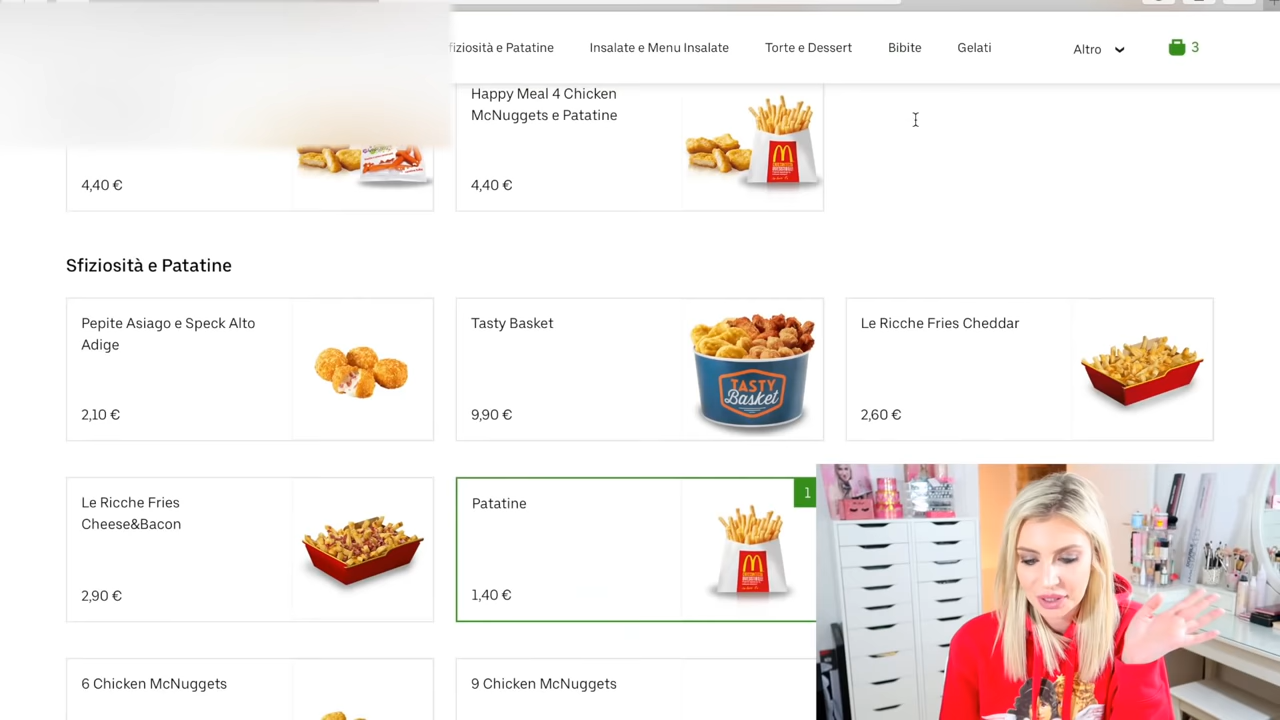 fiziosità e Patatine
Insalate e Menu Insalate
Torte e Dessert
Bibite
Gelati
Altro
3
4,40 €
Happy Meal 4 Chicken
McNuggets e Patatine
4,40 €
Sfiziosità e Patatine
Pepite Asiago e Speck Alto
Adige
2,10 €
Tasty Basket
9,90 €
TASTY
Basket
Le Ricche Fries Cheddar
2,60 €
Le Ricche Fries
Cheese&Bacon
2,90 €
Patatine
1,40 €
1
6 Chicken McNuggets
9 Chicken McNuggets